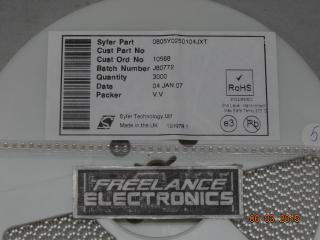 Syfer Part 0805Y0250104JXT
Cust Part No
Cust Ord No 10568
Batch Number J80772
Quantity 3000
Date 04 JAN 07
Packer V V
RoHS
Syfer Technology Ltd
Made in the UK
e3
Pb
5
FREELANCE
ELECTRONICS